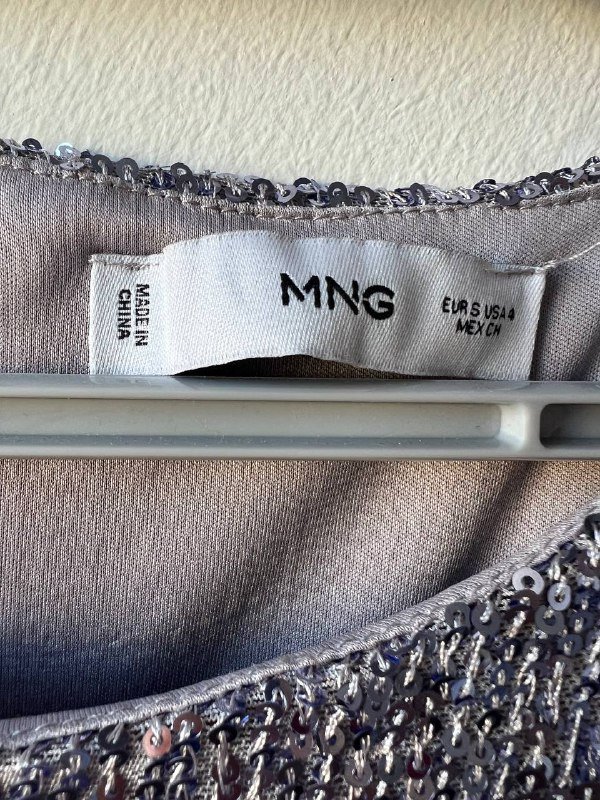 MADE IN
CHINA
MNG
EUR S USA 4
MEX CH